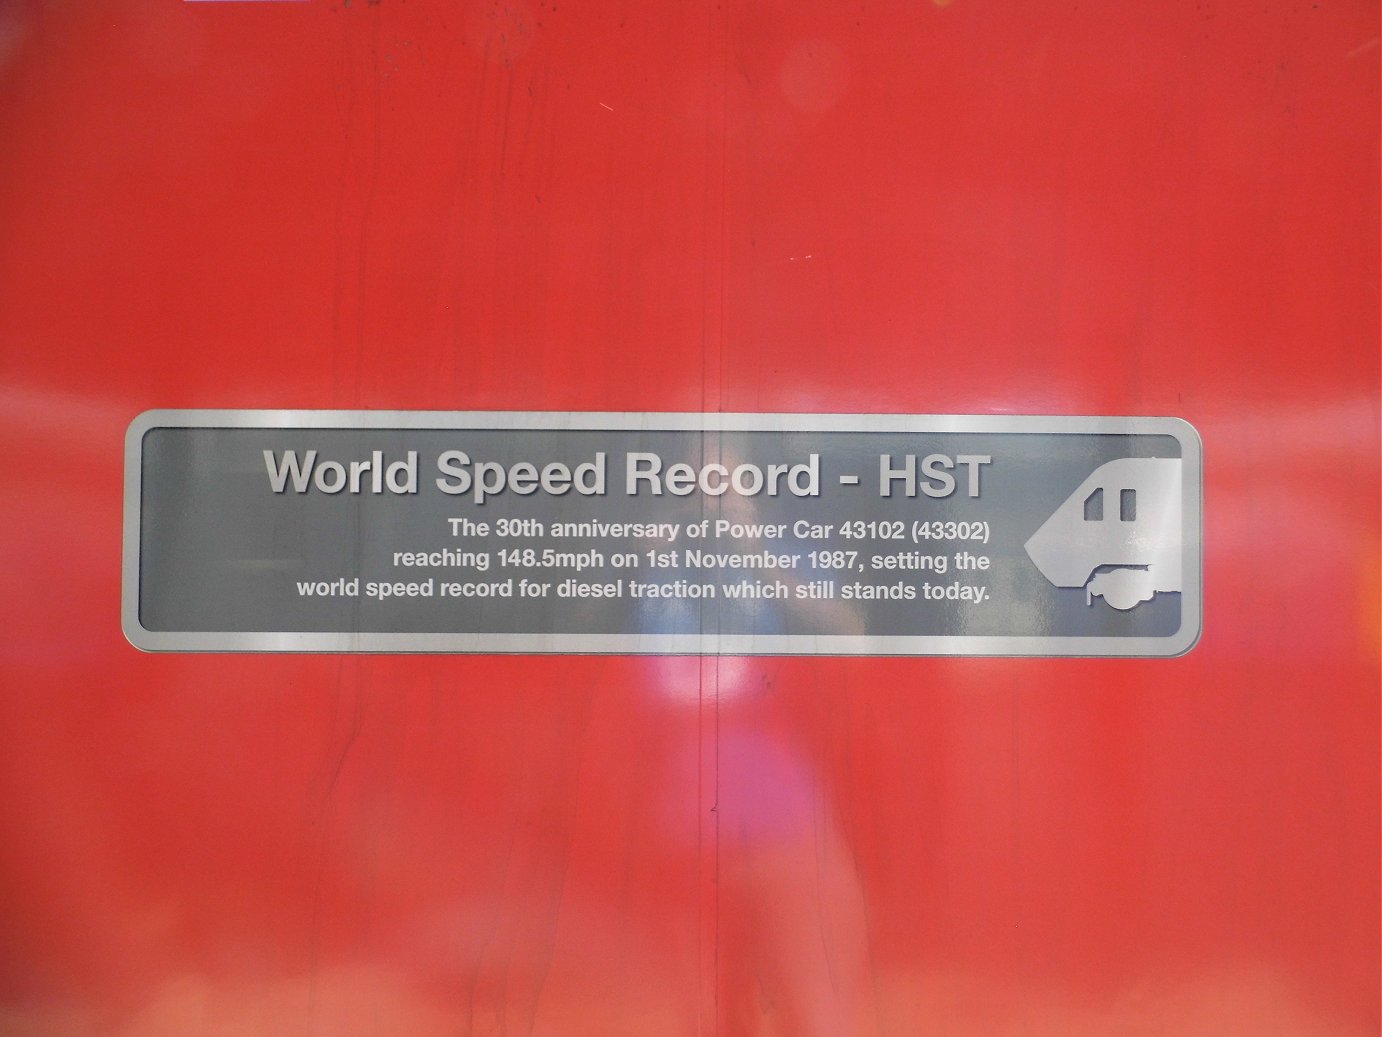 World Speed Record - HST
The 30th anniversary of Power Car 43102 (43302)
reaching 148.5mph on 1st November 1987, setting the
world speed record for diesel traction which still stands today.